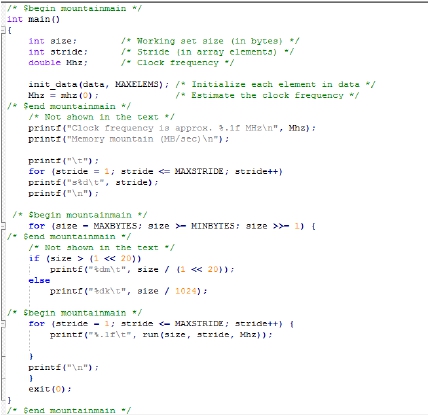 /* $begin mountainmain */
int main()
{
    int size;        /* Working set size (in bytes) */
    int stride;      /* Stride (in array elements) */
    double Mhz;      /* Clock frequency */

    init_data(data, MAXELEMS); /* Initialize each element in data */
    Mhz = mhz(0);              /* Estimate the clock frequency */
/* $end mountainmain */
    /* Not shown in the text */
    printf("Clock frequency is approx. %.1f MHz\n", Mhz);
    printf("Memory mountain (MB/sec)\n");

    printf("\t");
    for (stride = 1; stride <= MAXSTRIDE; stride++)
    printf("s%d\t", stride);
    printf("\n");

 /* $begin mountainmain */
    for (size = MAXBYTES; size >= MINBYTES; size >>= 1) {
/* $end mountainmain */
    /* Not shown in the text */
    if (size > (1 << 20))
        printf("%dm\t", size / (1 << 20));
    else
        printf("%dk\t", size / 1024);

/* $begin mountainmain */
    for (stride = 1; stride <= MAXSTRIDE; stride++) {
        printf("%.1f\t", run(size, stride, Mhz));

    }
    printf("\n");
    }
    exit(0);
}
/* $end mountainmain */